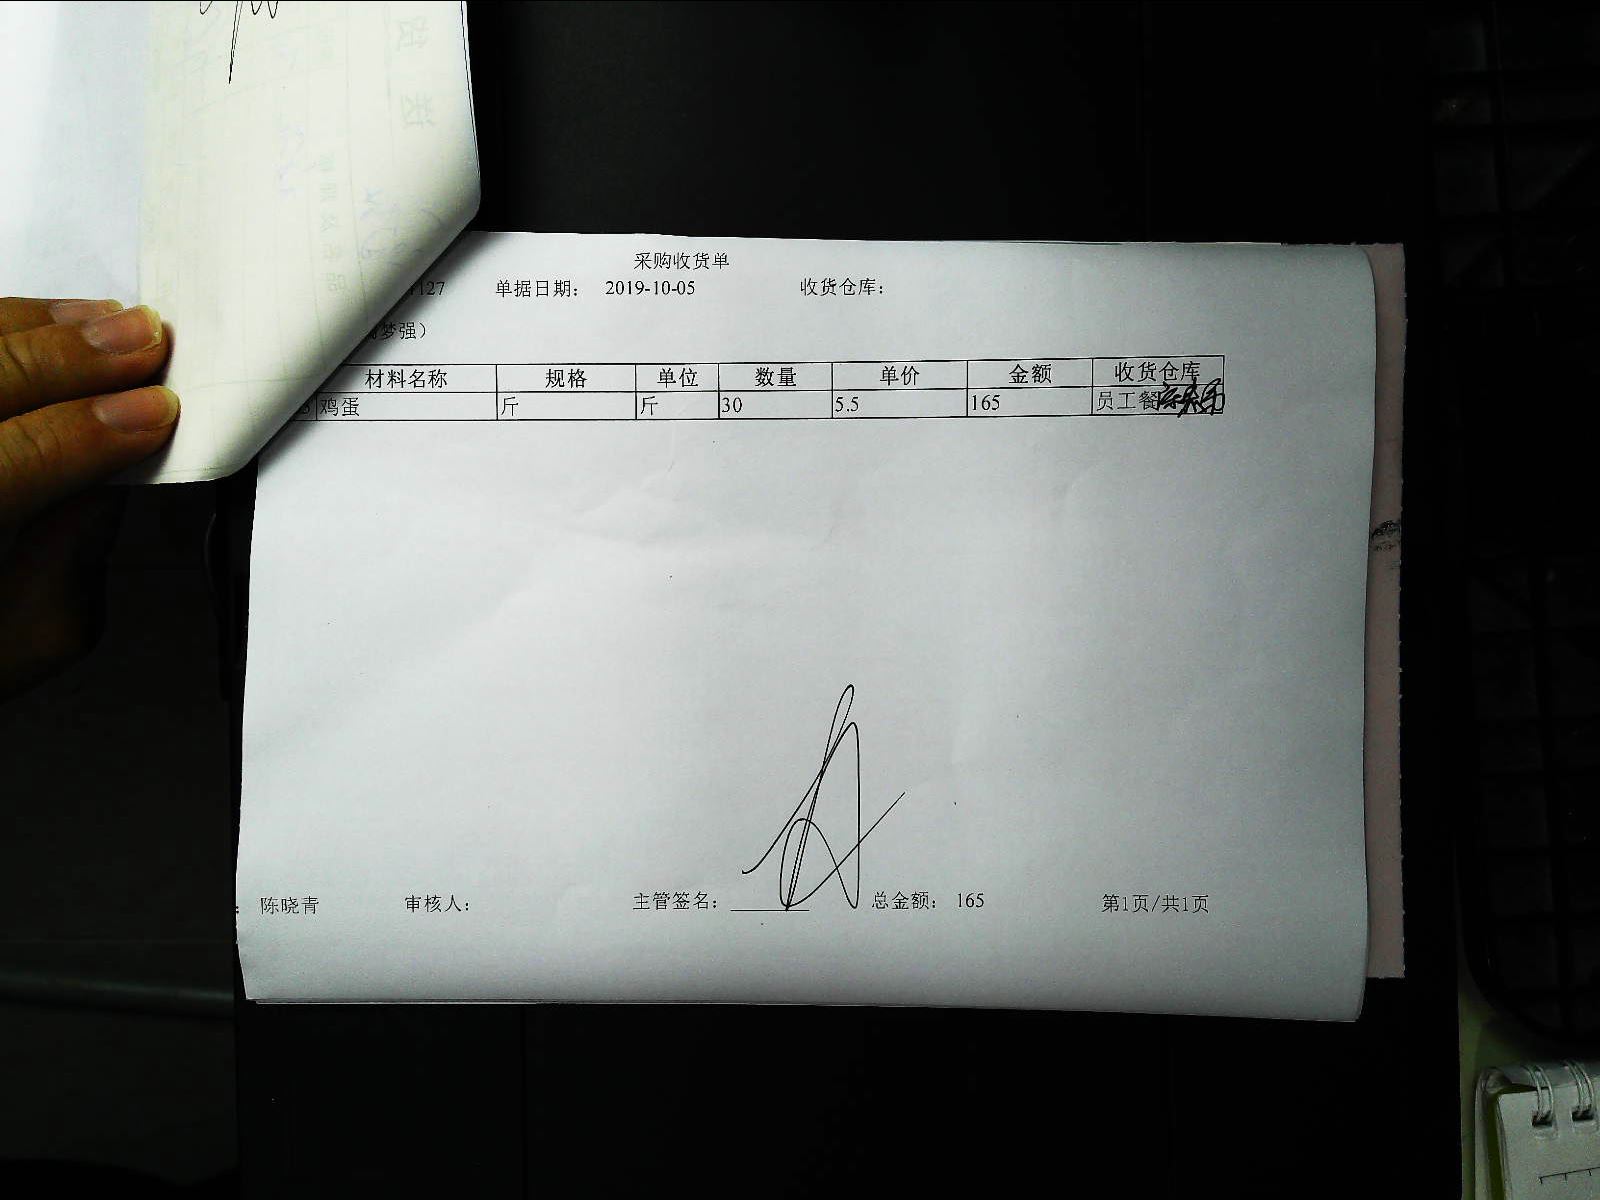 采购收货单
127 单据日期： 2019-10-05 收货仓库：
梦强）
材料名称 规格 单位 数量 单价 金额 收货仓库
鸡蛋 斤 斤 30 5.5 165 员工餐
： 陈晓青 审核人： 主管签名： 总金额： 165 第1页/共1页